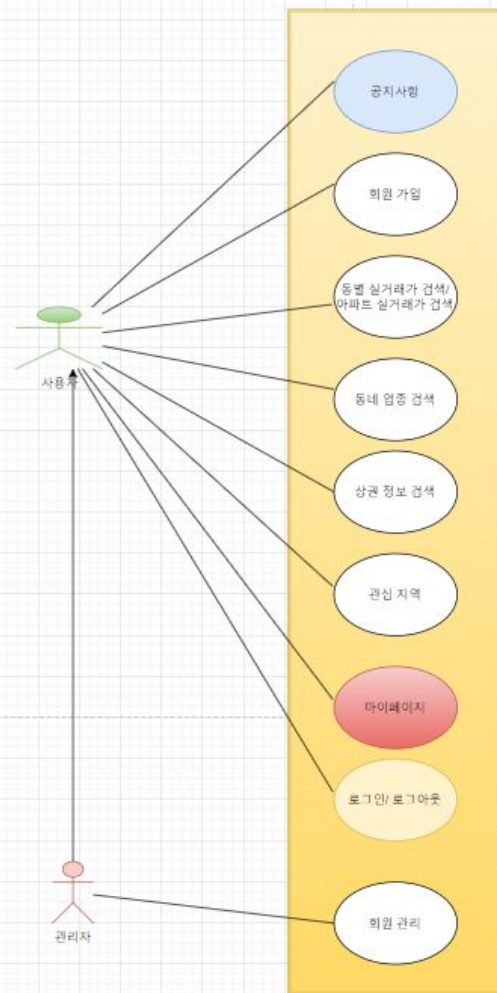 공지사항
회원 가입
동별 실거래가 검색/
아파트 실거래가 검색
사용자
동네 업종 검색
상권 정보 검색
관심 지역
마이페이지
로그인/ 로그아웃
관리자
회원 관리